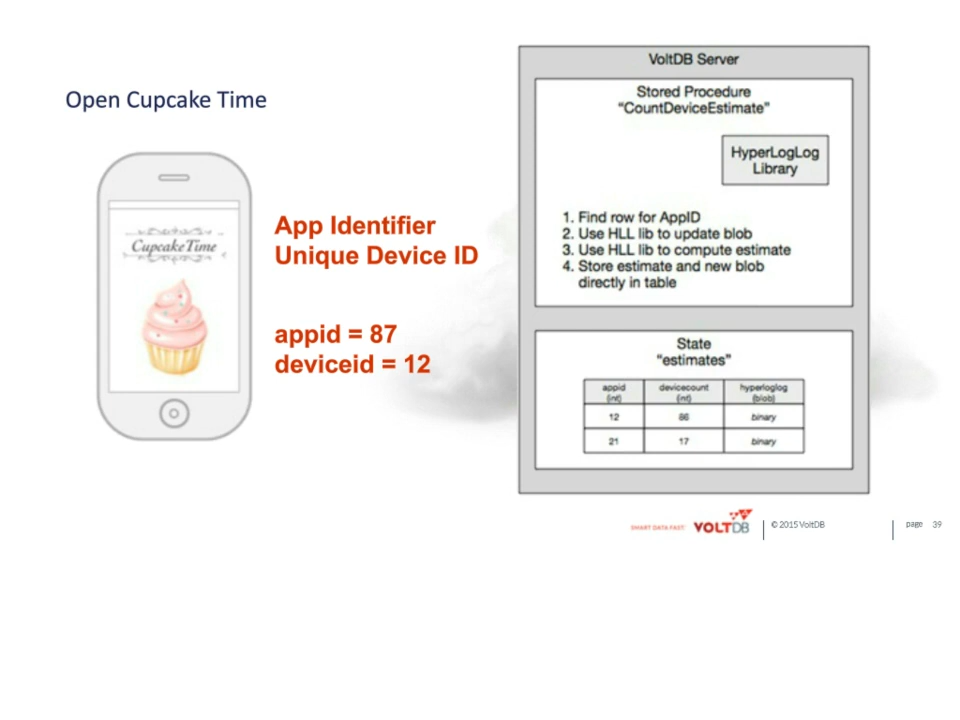 Open Cupcake Time
Cupcake Time
App Identifier
Unique Device ID
appid = 87
deviceid = 12
VoltDB Server
Stored Procedure
“CountDeviceEstimate”
HyperLogLog
Library
1. Find row for AppID
2. Use HLL lib to update blob
3. Use HLL lib to compute estimate
4. Store estimate and new blob
directly in table
State
“estimates”
appid devicecount hyperloglog
(int) (int) (blob)
12 86 binary
21 17 binary
SMART DATA FAST VOLTDB © 2015 VoltDB page 39